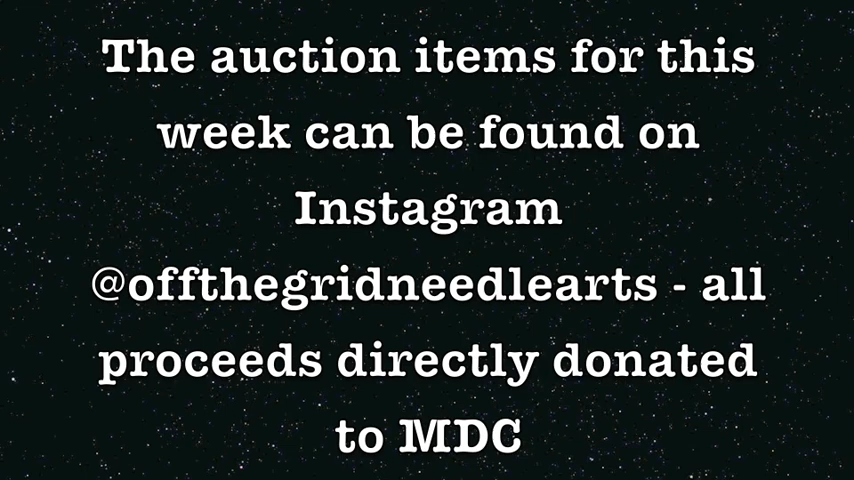 The auction items for this
week can be found on
Instagram
@offthegridneedlearts - all
proceeds directly donated
to MDC